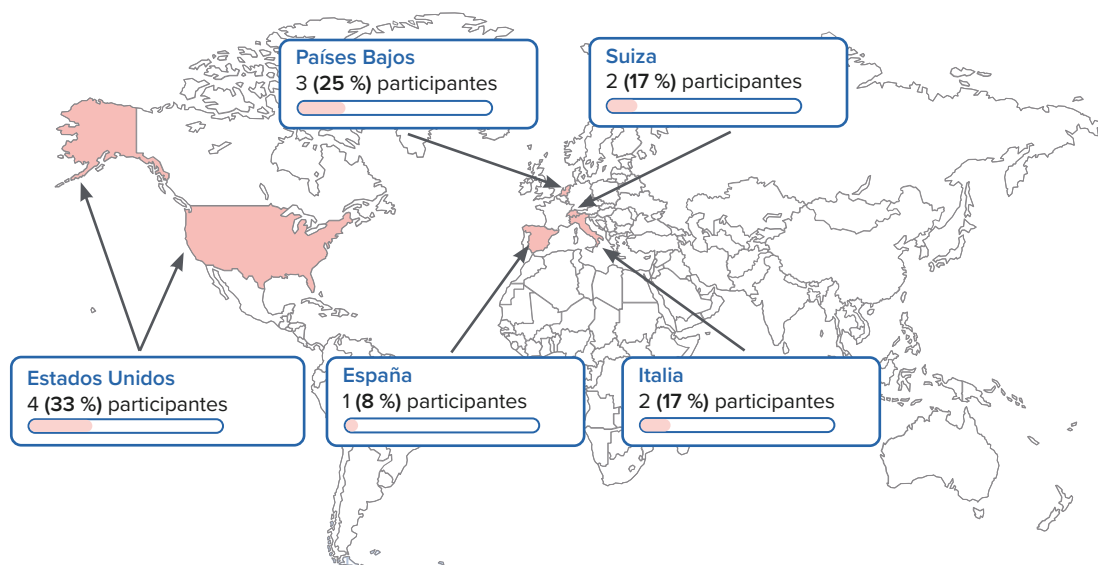 Países Bajos
3 (25 %) participantes
Suiza
2 (17 %) participantes
Estados Unidos
4 (33 %) participantes
España
1 (8 %) participantes
Italia
2 (17 %) participantes